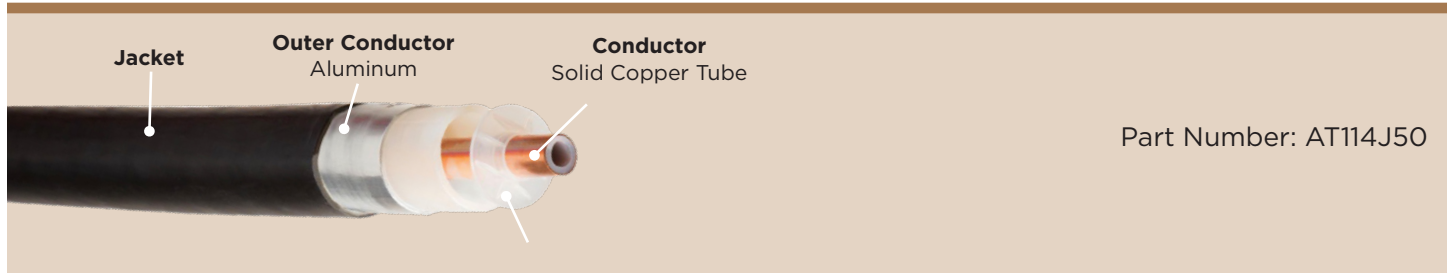 Jacket
Outer Conductor
Aluminum
Conductor
Solid Copper Tube
Part Number: AT114J50